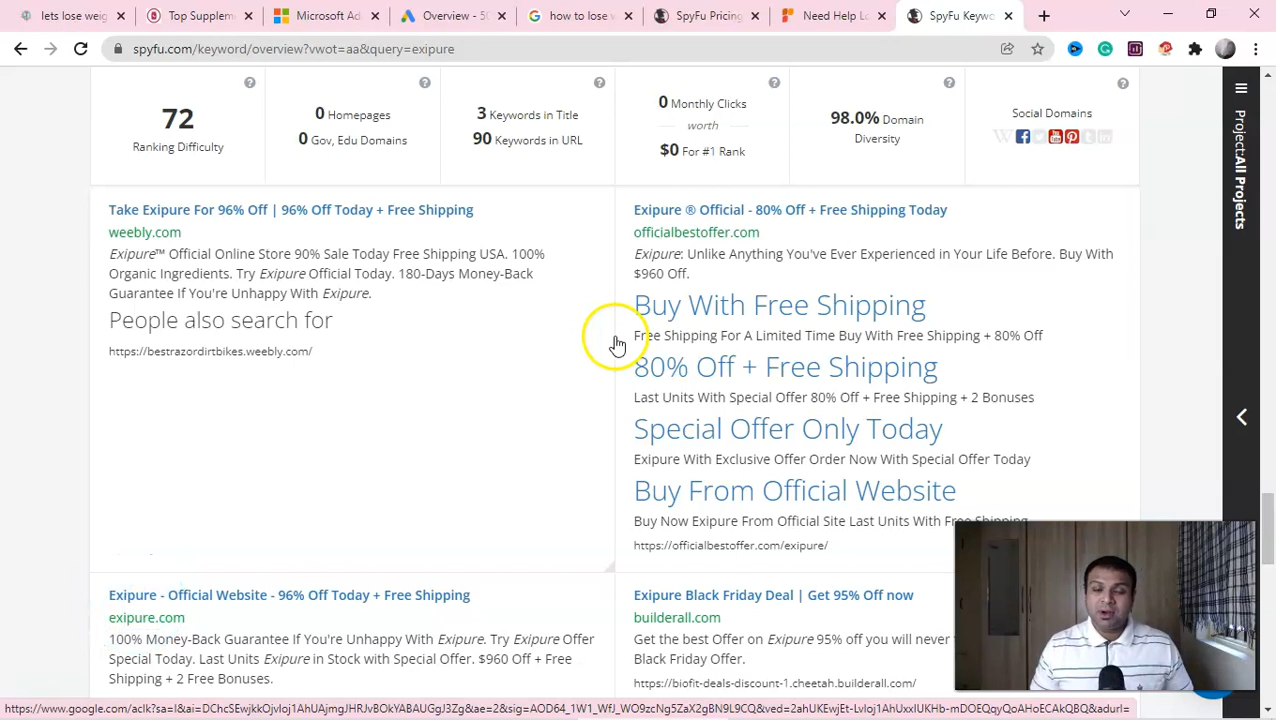 lets lose weig
Top Supplem
Microsoft Ad
Overview - 50
how to lose w
SpyFu Pricing
Need Help Lo
SpyFu Keywo
spyfu.com/keyword/overview?vwot=aa&query=exipure
72
Ranking Difficulty
0 Homepages
0 Gov, Edu Domains
3 Keywords in Title
90 Keywords in URL
0 Monthly Clicks
worth
$0 For #1 Rank
98.0% Domain
Diversity
Social Domains
Project:All Projects
Take Exipure For 96% Off | 96% Off Today + Free Shipping
weebly.com
Exipure™ Official Online Store 90% Sale Today Free Shipping USA. 100%
Organic Ingredients. Try Exipure Official Today. 180-Days Money-Back
Guarantee If You're Unhappy With Exipure.
People also search for
https://bestrazordirtbikes.weebly.com/
Exipure ® Official - 80% Off + Free Shipping Today
officialbestoffer.com
Exipure: Unlike Anything You've Ever Experienced in Your Life Before. Buy With
$960 Off.
Buy With Free Shipping
Free Shipping For A Limited Time Buy With Free Shipping + 80% Off
80% Off + Free Shipping
Last Units With Special Offer 80% Off + Free Shipping + 2 Bonuses
Special Offer Only Today
Exipure With Exclusive Offer Order Now With Special Offer Today
Buy From Official Website
Buy Now Exipure From Official Site Last Units With Free Shipping
https://officialbestoffer.com/exipure/
Exipure - Official Website - 96% Off Today + Free Shipping
exipure.com
100% Money-Back Guarantee If You're Unhappy With Exipure. Try Exipure Offer
Special Today. Last Units Exipure in Stock with Special Offer. $960 Off + Free
Shipping + 2 Free Bonuses.
Exipure Black Friday Deal | Get 95% Off now
builderall.com
Get the best Offer on Exipure 95% off you will never
Black Friday Offer.
https://biofit-deals-discount-1.cheetah.builderall.com/